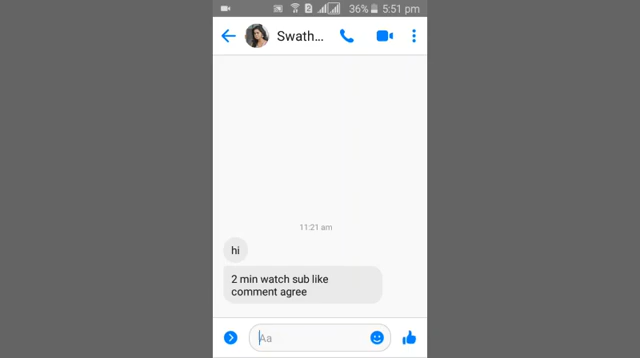 36% 5:51 pm
Swath...
11:21 am
hi
2 min watch sub like
comment agree
Aa